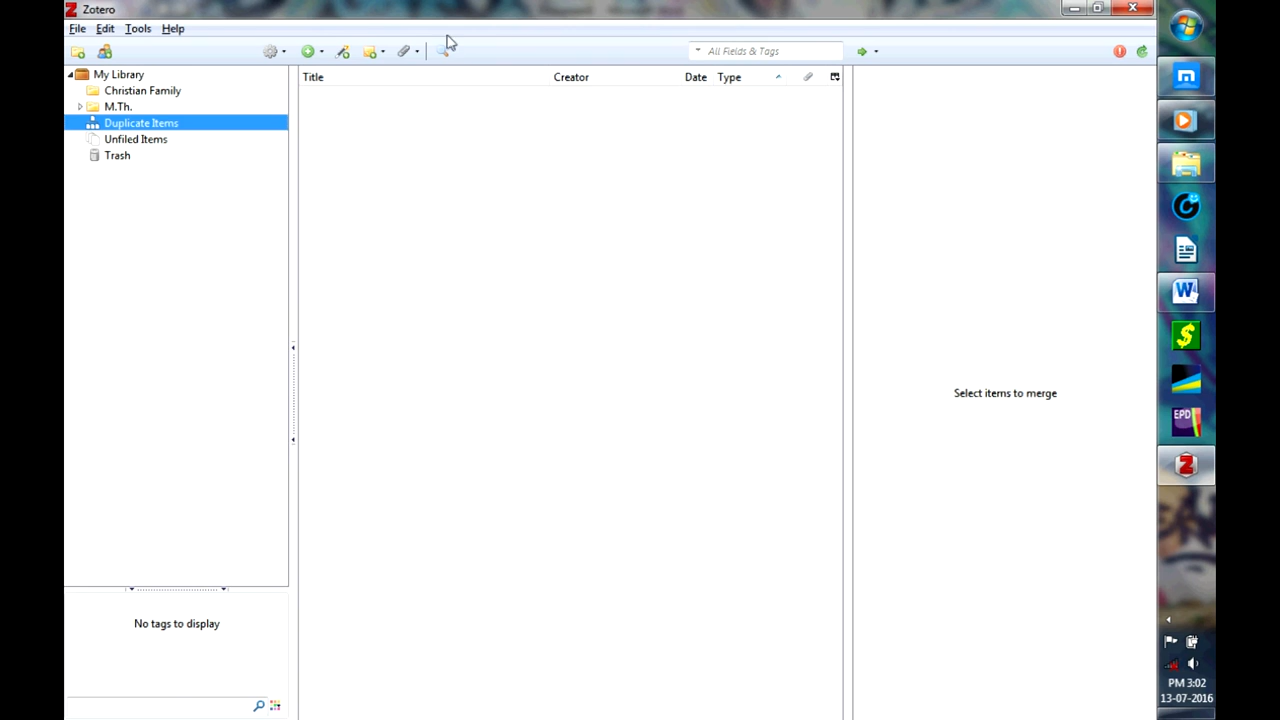 Zotero
File Edit Tools Help
All Fields & Tags
My Library
Christian Family
M.Th.
Duplicate Items
Unfiled Items
Trash
Title Creator Date Type
Select items to merge
No tags to display
W
$
EPD
Z
PM 3:02
13-07-2016